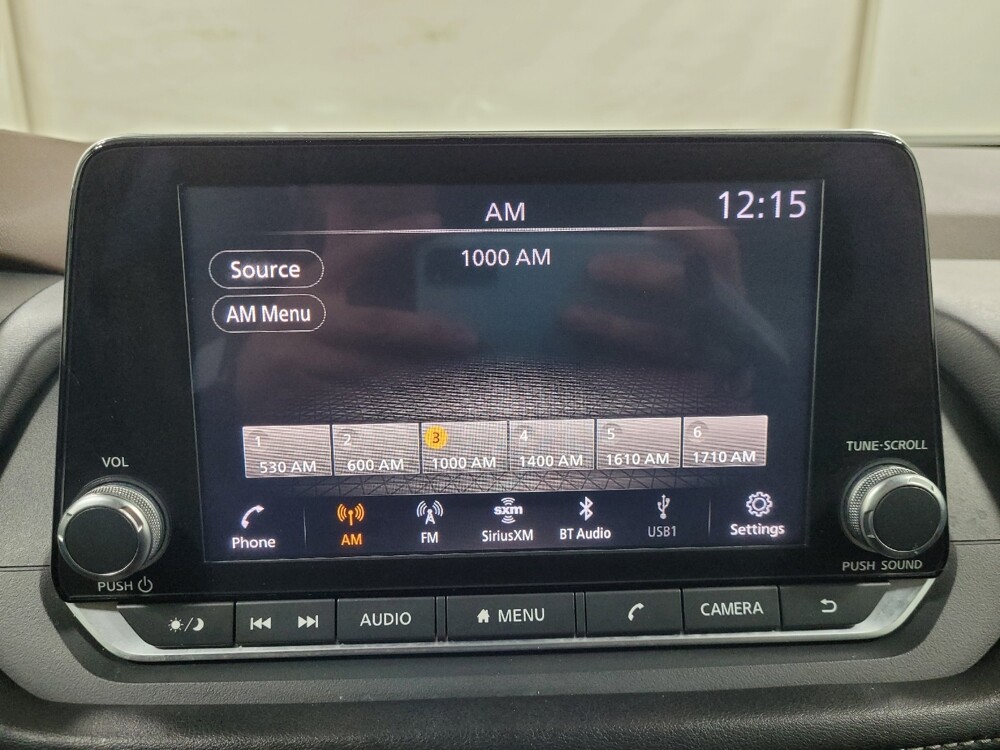 AM
12:15
1000 AM
Source
AM Menu
1 2 3 4 5 6
530 AM 600 AM 1000 AM 1400 AM 1610 AM 1710 AM
VOL
TUNE·SCROLL
sxm
Phone AM FM SiriusXM BT Audio USB1 Settings
PUSH
PUSH SOUND
AUDIO MENU CAMERA